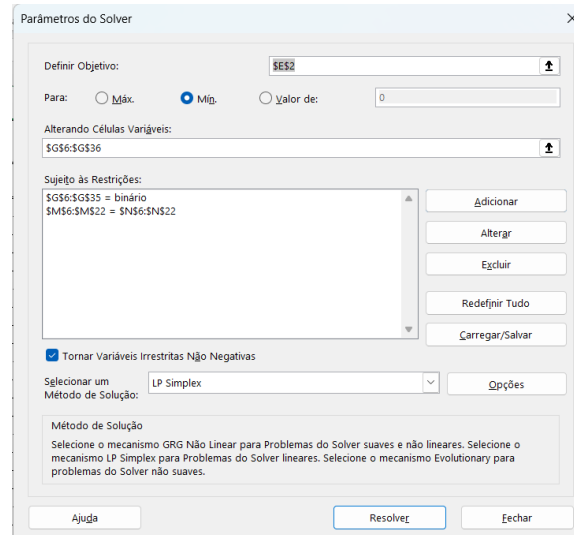 Parâmetros do Solver
Definir Objetivo: $E$2
Para: Máx. Mín. Valor de: 0
Alterando Células Variáveis:
$G$6:$G$36
Sujeito às Restrições:
$G$6:$G$35 = binário
$M$6:$M$22 = $N$6:$N$22
Adicionar
Alterar
Excluir
Redefinir Tudo
Carregar/Salvar
Tornar Variáveis Irrestritas Não Negativas
Selecionar um
Método de Solução:
LP Simplex
Opções
Método de Solução
Selecione o mecanismo GRG Não Linear para Problemas do Solver suaves e não lineares. Selecione o
mecanismo LP Simplex para Problemas do Solver lineares. Selecione o mecanismo Evolutionary para
problemas do Solver não suaves.
Ajuda Resolver Fechar